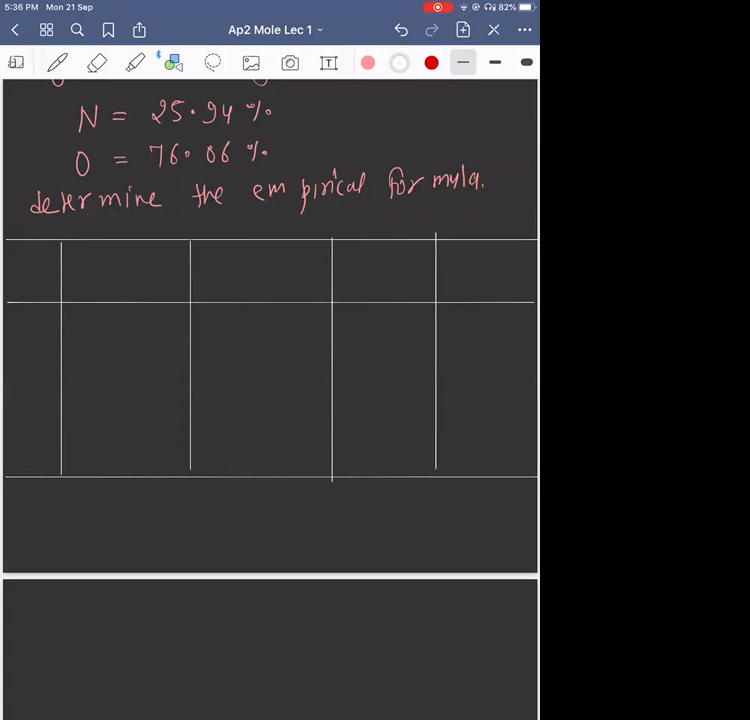 5:36 PM Mon 21 Sep
82%
Ap2 Mole Lec 1
T
N = 25.94 %
O = 76.06 %
determine the empirical formula.